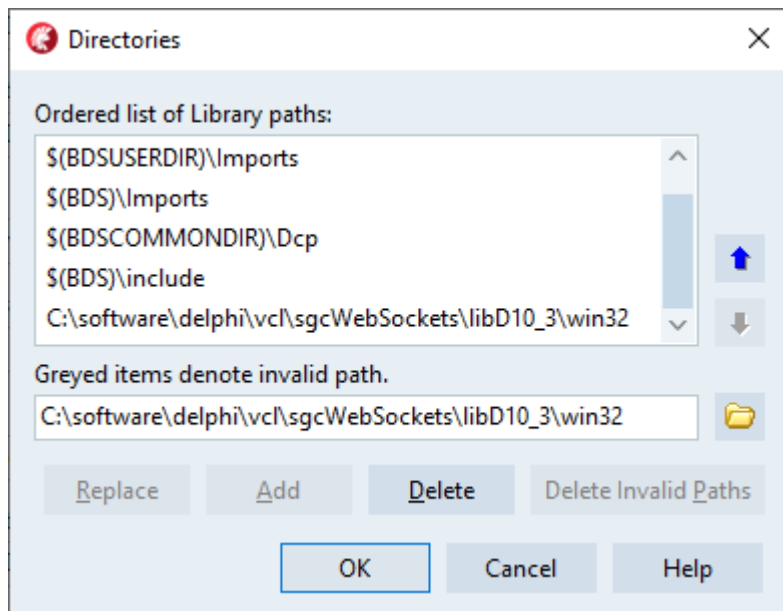 Directories
Ordered list of Library paths:
$(BDSUSERDIR)\Imports
$(BDS)\Imports
$(BDSCOMMONDIR)\Dcp
$(BDS)\include
C:\software\delphi\vcl\sgcWebSockets\libD10_3\win32
Greyed items denote invalid path.
C:\software\delphi\vcl\sgcWebSockets\libD10_3\win32
Replace Add Delete Delete Invalid Paths
OK Cancel Help